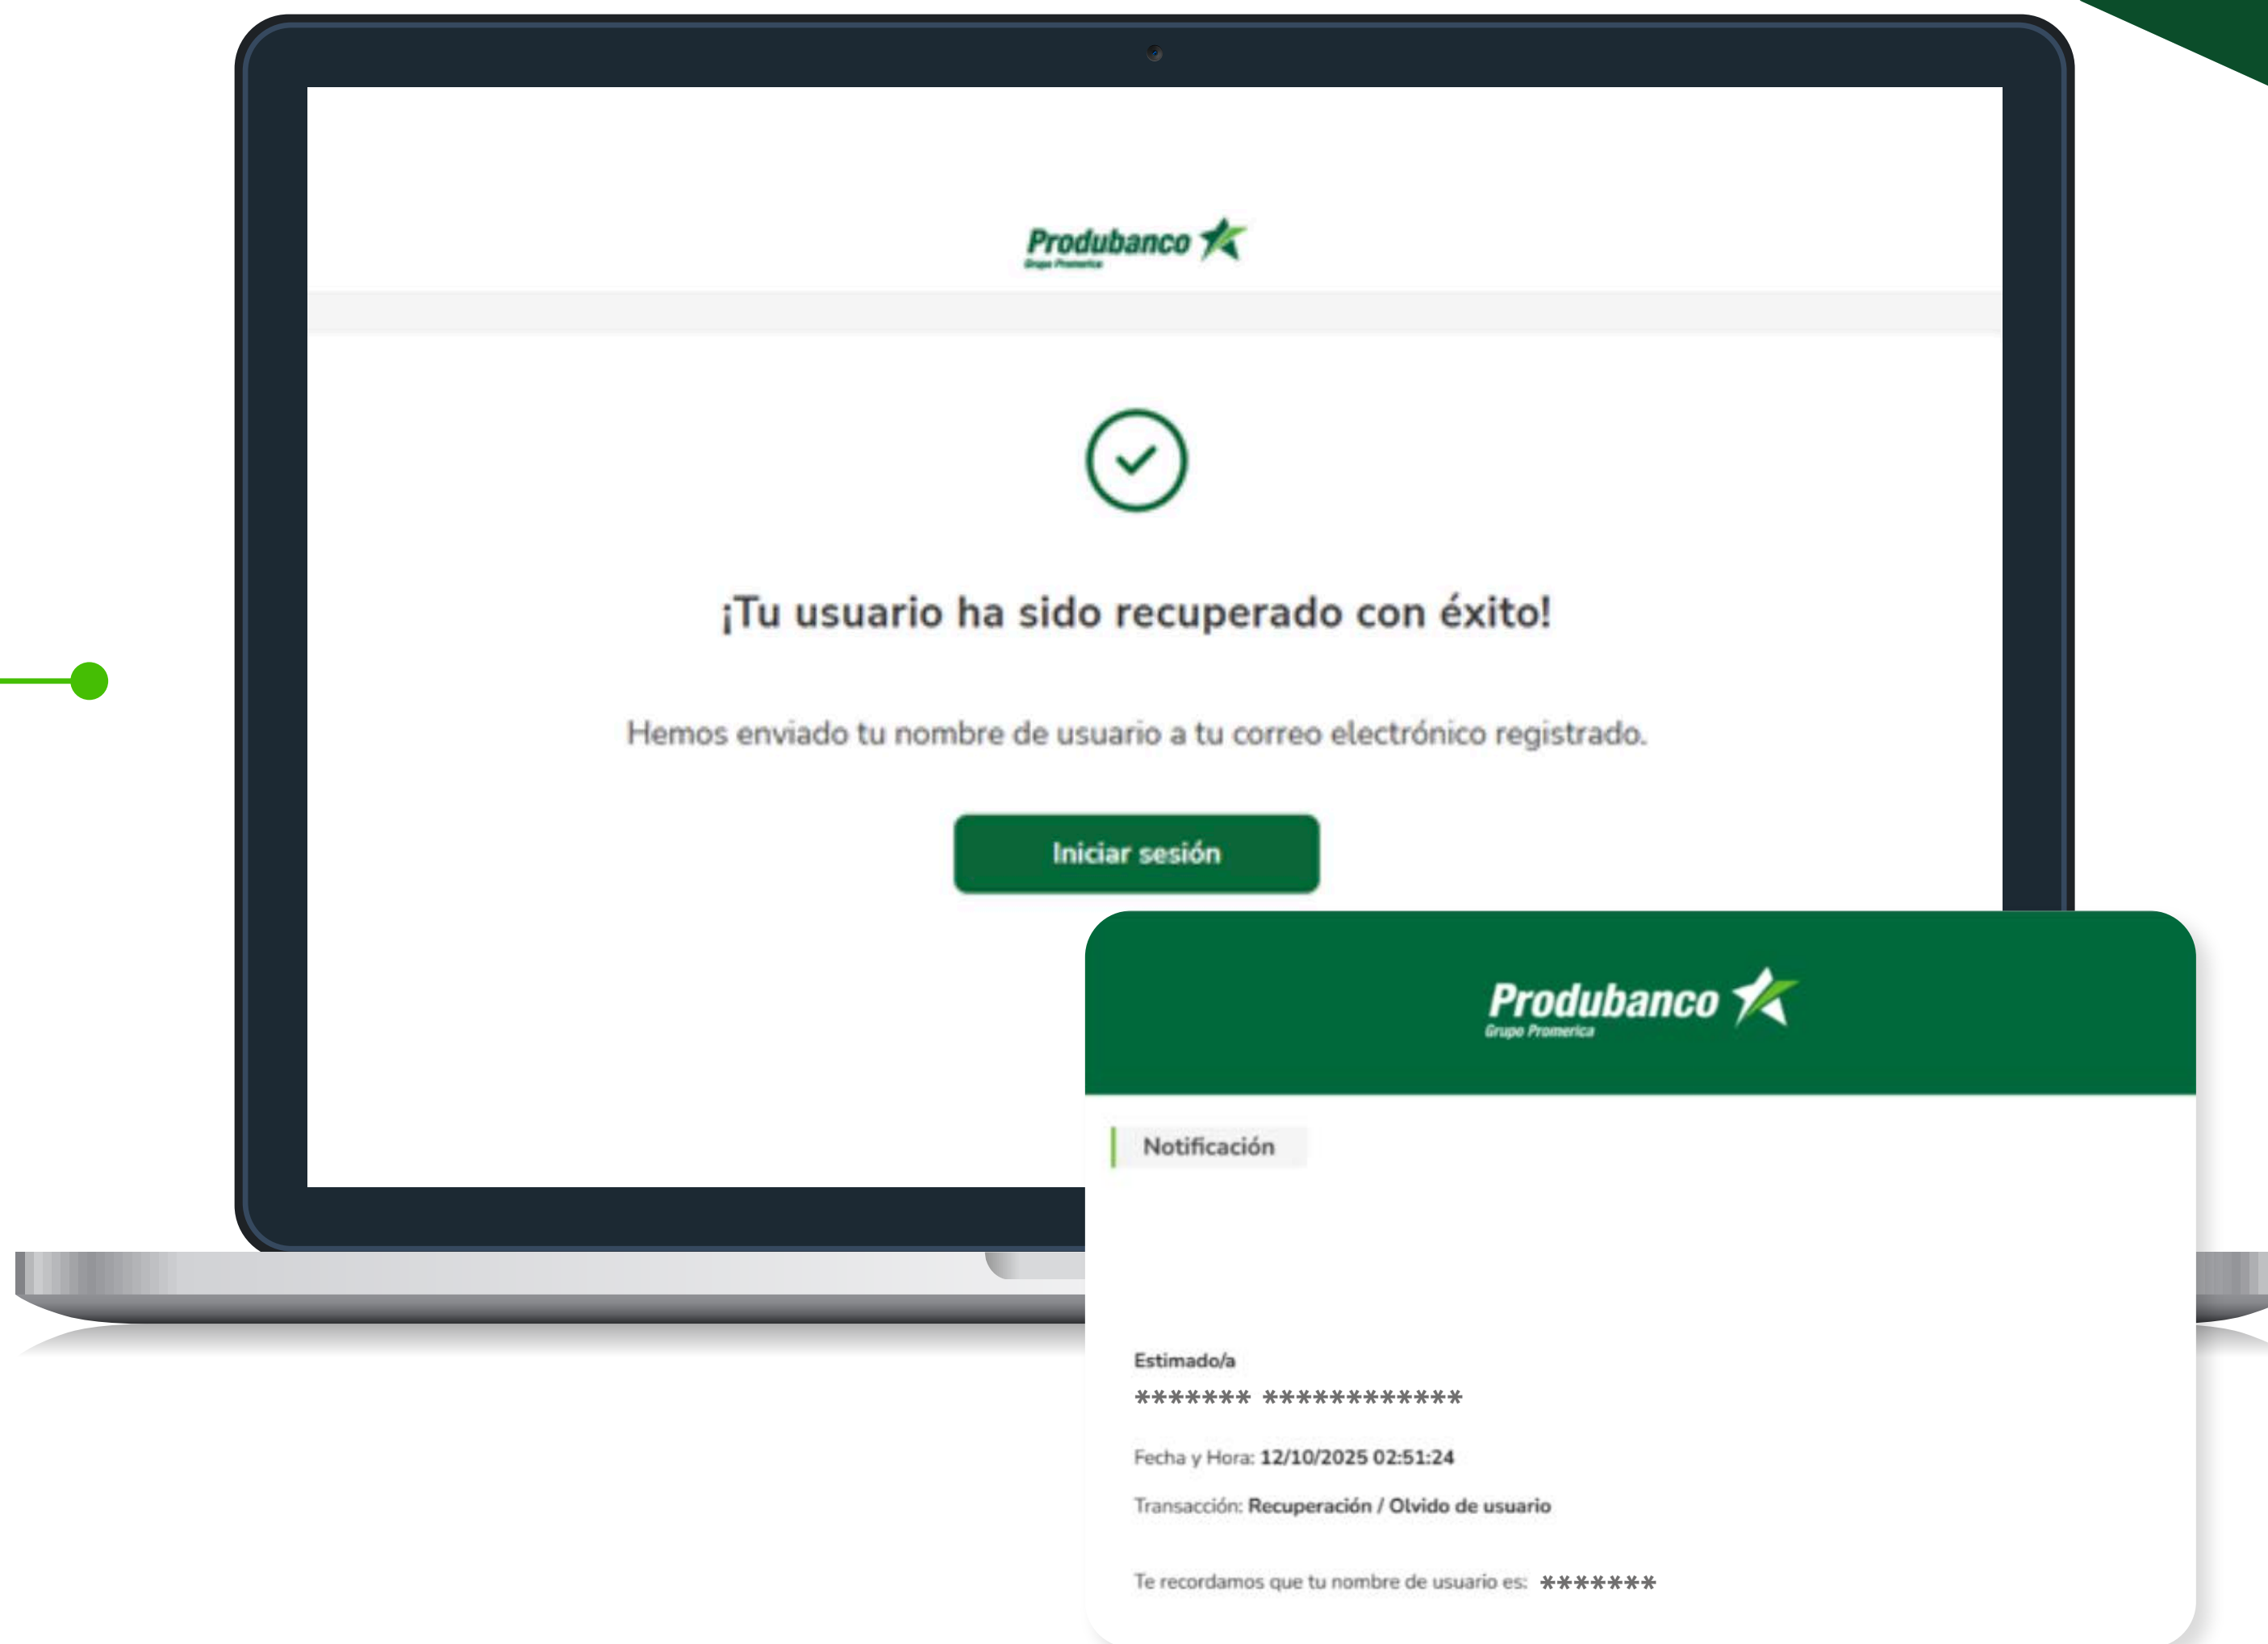 Produbanco
Grupo Promerica
¡Tu usuario ha sido recuperado con éxito!
Hemos enviado tu nombre de usuario a tu correo electrónico registrado.
Iniciar sesión
Produbanco
Grupo Promerica
Notificación
Estimado/a
******* ************
Fecha y Hora: 12/10/2025 02:51:24
Transacción: Recuperación / Olvido de usuario
Te recordamos que tu nombre de usuario es: *******